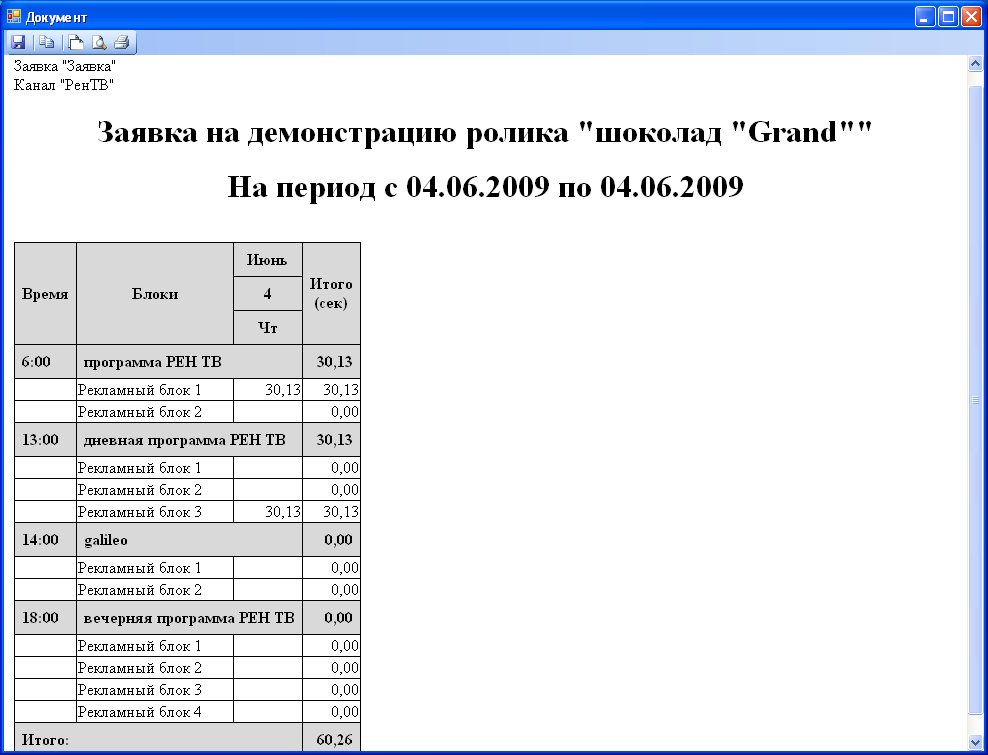 Документ
Заявка "Заявка"
Канал "РенТВ"
Заявка на демонстрацию ролика "шоколад "Grand""
На период с 04.06.2009 по 04.06.2009
Время Блоки Июнь Итого (сек)
4
Чт
6:00 программа РЕН ТВ 30,13
Рекламный блок 1 30,13 30,13
Рекламный блок 2 0,00
13:00 дневная программа РЕН ТВ 30,13
Рекламный блок 1 0,00
Рекламный блок 2 0,00
Рекламный блок 3 30,13 30,13
14:00 galileo 0,00
Рекламный блок 1 0,00
Рекламный блок 2 0,00
18:00 вечерняя программа РЕН ТВ 0,00
Рекламный блок 1 0,00
Рекламный блок 2 0,00
Рекламный блок 3 0,00
Рекламный блок 4 0,00
Итого: 60,26